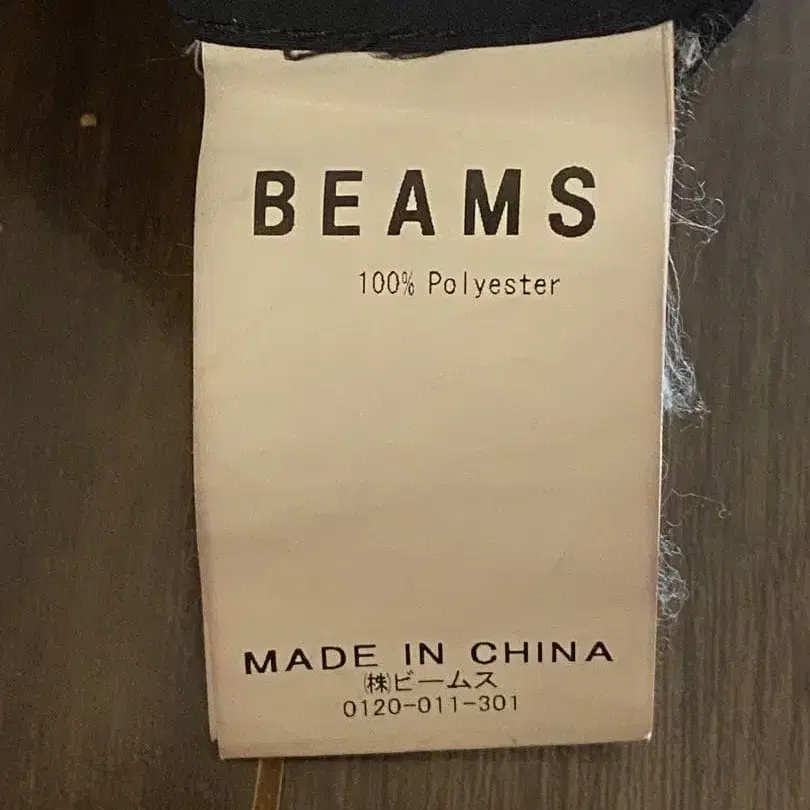 BEAMS
100% Polyester
MADE IN CHINA
㈱ビームス
0120-011-301